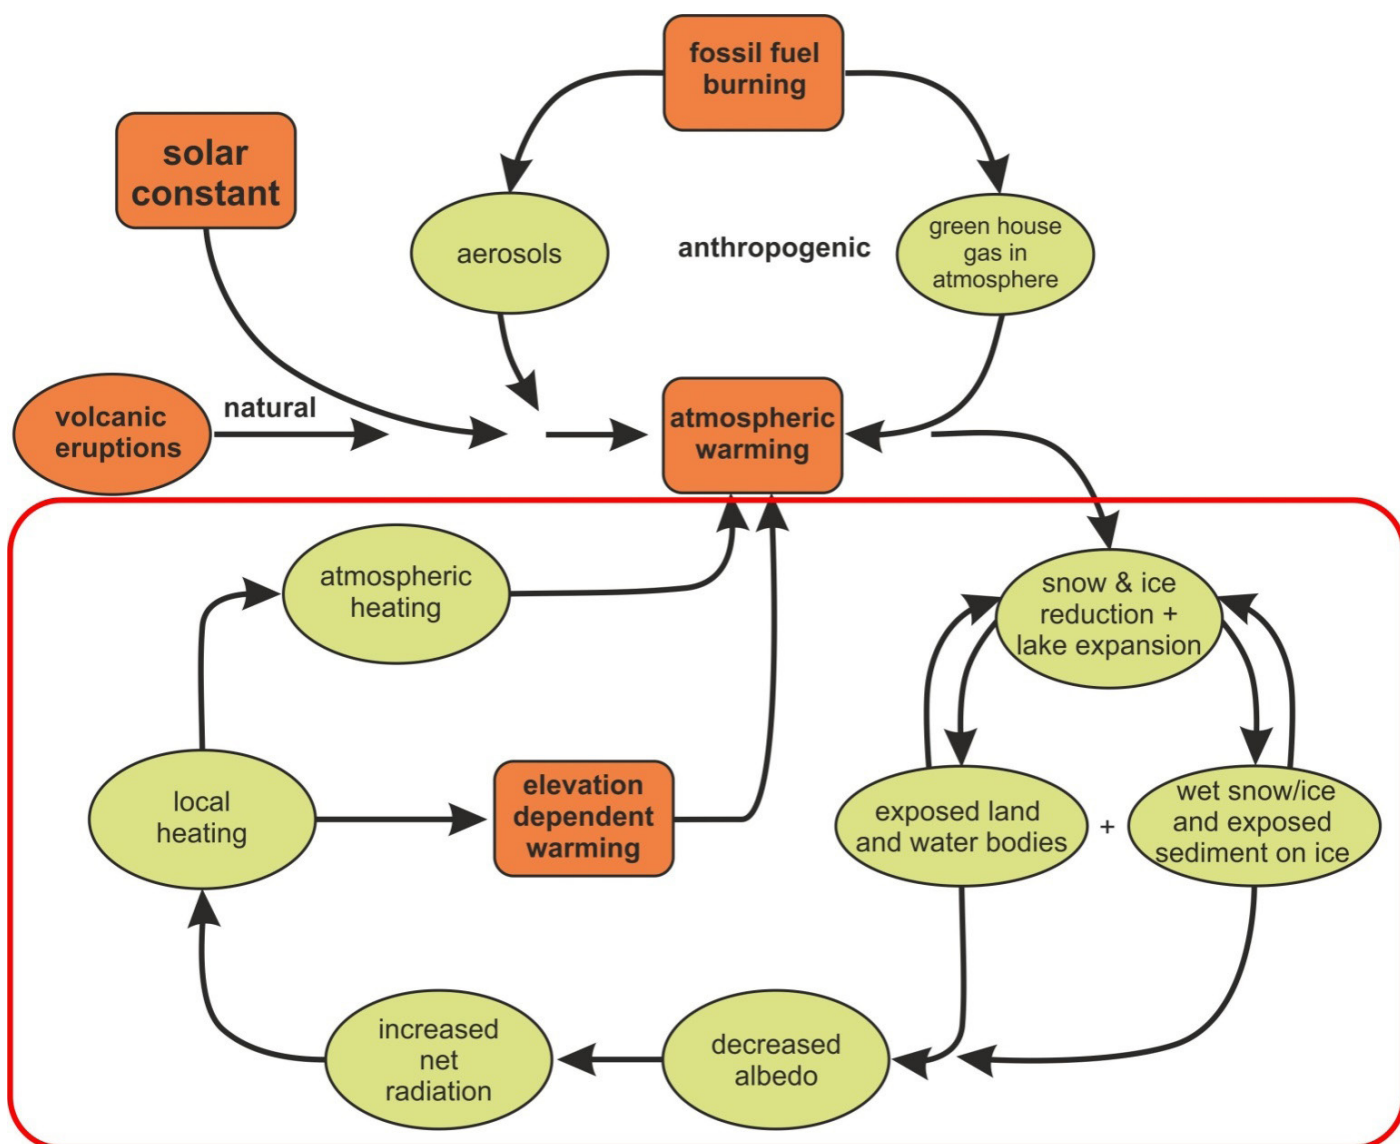 fossil fuel
burning
solar
constant
aerosols
anthropogenic
green house
gas in
atmosphere
volcanic
eruptions
natural
atmospheric
warming
atmospheric
heating
snow & ice
reduction +
lake expansion
local
heating
elevation
dependent
warming
exposed land
and water bodies
+
wet snow/ice
and exposed
sediment on ice
increased
net
radiation
decreased
albedo